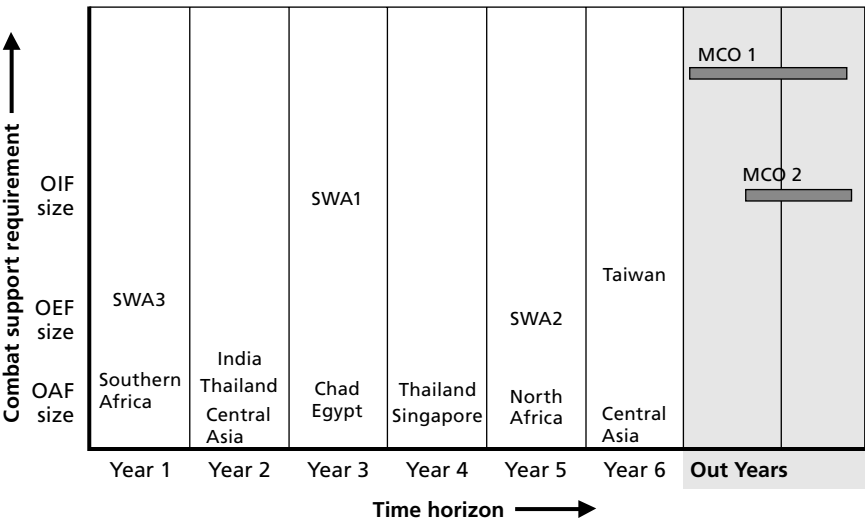 Combat support requirement
OIF
size
OEF
size
OAF
size
SWA3
Southern
Africa
India
Thailand
Central
Asia
SWA1
Chad
Egypt
Thailand
Singapore
SWA2
North
Africa
Taiwan
Central
Asia
MCO 1
MCO 2
Year 1
Year 2
Year 3
Year 4
Year 5
Year 6
Out Years
Time horizon